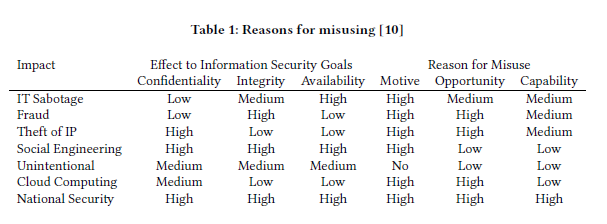 Table 1: Reasons for misusing [10]
Impact Effect to Information Security Goals Reason for Misuse
Confidentiality Integrity Availability Motive Opportunity Capability
IT Sabotage Low Medium High High Medium Medium
Fraud Low High Low High High Medium
Theft of IP High Low Low High High Medium
Social Engineering High High High High Low Low
Unintentional Medium Medium Medium No Low Low
Cloud Computing Medium Low Low High High Low
National Security High High High High High High